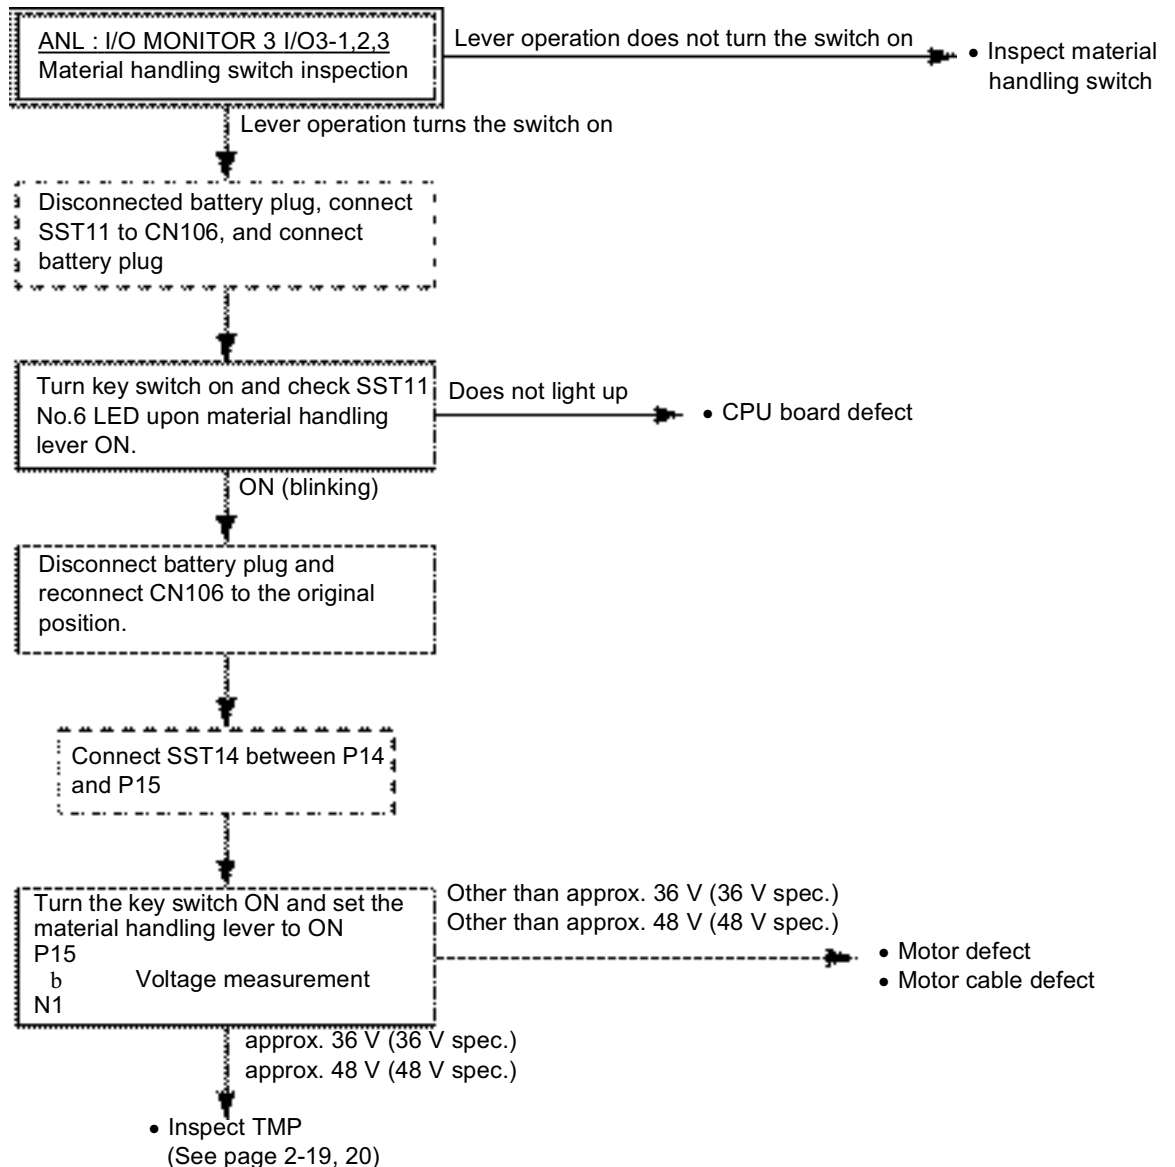 ANL : I/O MONITOR 3 I/O3-1,2,3
Material handling switch inspection
Lever operation does not turn the switch on
• Inspect material
handling switch
Lever operation turns the switch on
Disconnected battery plug, connect
SST11 to CN106, and connect
battery plug
Turn key switch on and check SST11
No.6 LED upon material handling
lever ON.
Does not light up
• CPU board defect
ON (blinking)
Disconnect battery plug and
reconnect CN106 to the original
position.
Connect SST14 between P14
and P15
Turn the key switch ON and set the
material handling lever to ON
P15
b Voltage measurement
N1
Other than approx. 36 V (36 V spec.)
Other than approx. 48 V (48 V spec.)
• Motor defect
• Motor cable defect
approx. 36 V (36 V spec.)
approx. 48 V (48 V spec.)
• Inspect TMP
(See page 2-19, 20)